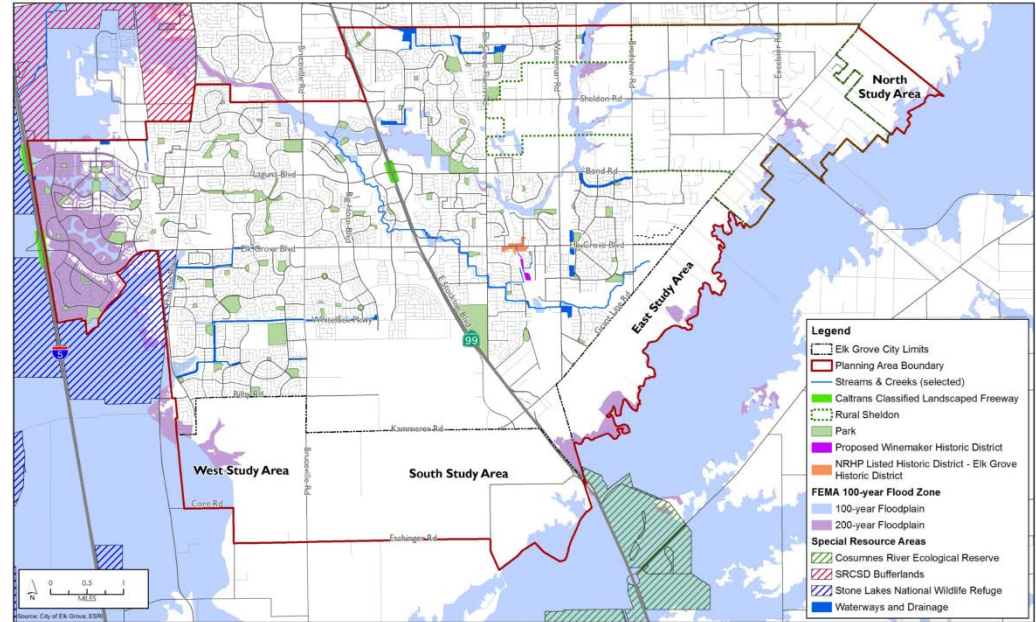 Bruceville Rd
Elk Grove Florin Rd
Waterman Rd
Bradshaw Rd
Excelsior Rd
North
Study Area
Sheldon Rd
Laguna Blvd
Bond Rd
Big Horn Blvd
Elk Grove Blvd
Elk Grove Blvd
E Stockton Blvd
Grant Line Rd
East Study Area
Whitelock Pkwy
99
5
Bilby Rd
Kammerer Rd
West Study Area
Bruceville Rd
South Study Area
Core Rd
Eschinger Rd
Legend
Elk Grove City Limits
Planning Area Boundary
Streams & Creeks (selected)
Caltrans Classified Landscaped Freeway
Rural Sheldon
Park
Proposed Winemaker Historic District
NRHP Listed Historic District - Elk Grove
Historic District
FEMA 100-year Flood Zone
100-year Floodplain
200-year Floodplain
Special Resource Areas
Cosumnes River Ecological Reserve
SRCSD Bufferlands
Stone Lakes National Wildlife Refuge
Waterways and Drainage
N
0 0.5 1
MILES
Source: City of Elk Grove; ESRI